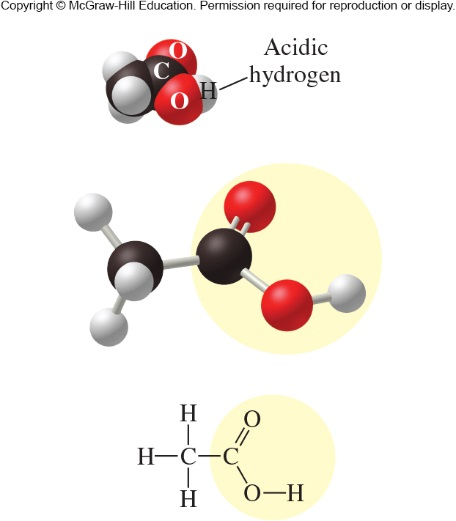 Copyright © McGraw-Hill Education. Permission required for reproduction or display.
O
C
O
H
Acidic
hydrogen
H O
H—C—C
H O—H